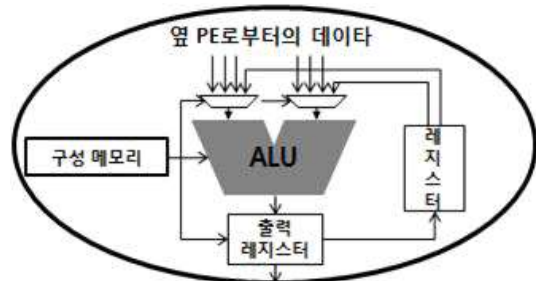 옆 PE로부터의 데이타
구성 메모리
ALU
레
지
스
터
출력
레지스터